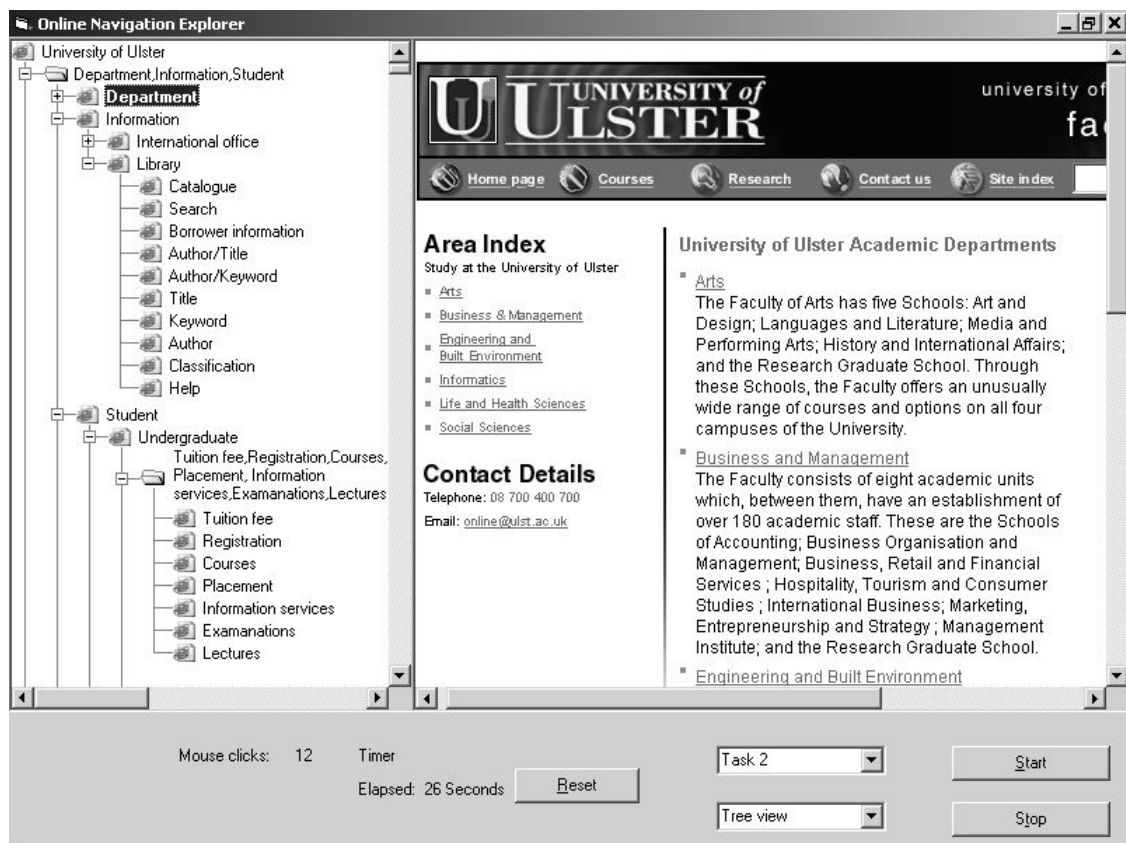 Online Navigation Explorer
University of Ulster
Department,Information,Student
Department
Information
International office
Library
Catalogue
Search
Borrower information
Author/Title
Author/Keyword
Title
Keyword
Author
Classification
Help
Student
Undergraduate
Tuition fee,Registration,Courses,
Placement, Information
services,Examanations,Lectures
Tuition fee
Registration
Courses
Placement
Information services
Examanations
Lectures
UNIVERSITY of
ULSTER
university of
Home page
Courses
Research
Contact us
Site index
Area Index
Study at the University of Ulster
Arts
Business & Management
Engineering and
Built Environment
Informatics
Life and Health Sciences
Social Sciences
Contact Details
Telephone: 08 700 400 700
Email: online@ulst.ac.uk
University of Ulster Academic Departments
Arts
The Faculty of Arts has five Schools: Art and
Design; Languages and Literature; Media and
Performing Arts; History and International Affairs;
and the Research Graduate School. Through
these Schools, the Faculty offers an unusually
wide range of courses and options on all four
campuses of the University.
Business and Management
The Faculty consists of eight academic units
which, between them, have an establishment of
over 180 academic staff. These are the Schools
of Accounting; Business Organisation and
Management; Business, Retail and Financial
Services ; Hospitality, Tourism and Consumer
Studies ; International Business; Marketing,
Entrepreneurship and Strategy ; Management
Institute; and the Research Graduate School.
Engineering and Built Environment
Mouse clicks: 12 Timer
Elapsed: 26 Seconds
Reset
Task 2
Start
Tree view
Stop